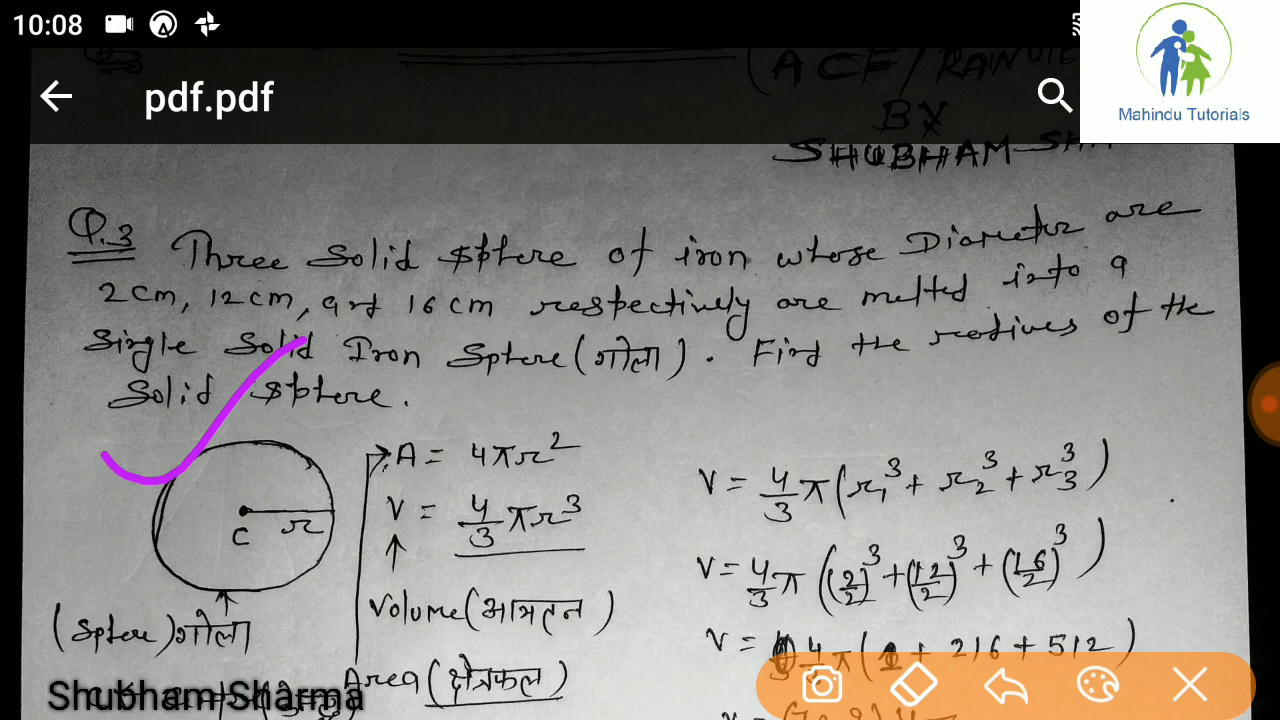 10:08
pdf.pdf
Mahindu Tutorials
(ACF/
BY
SHUBHAM
Q.3 Three Solid Sphere of iron whose Diameter are
2cm, 12cm, and 16cm respectively are melted into a
Single Solid Iron Sphere (गोला). Find the radives of the
Solid Sphere.
A = 4πr²
V = 4/3 πr³
C r
(Sphere) गोला
Volume (आयतन)
Area (क्षेत्रफल)
V = 4/3 π (r₁³ + r₂³ + r₃³)
V = 4/3 π ((2/2)³ + (12/2)³ + (16/2)³)
V = 4/3 π (1 + 216 + 512)
Shubham Sharma